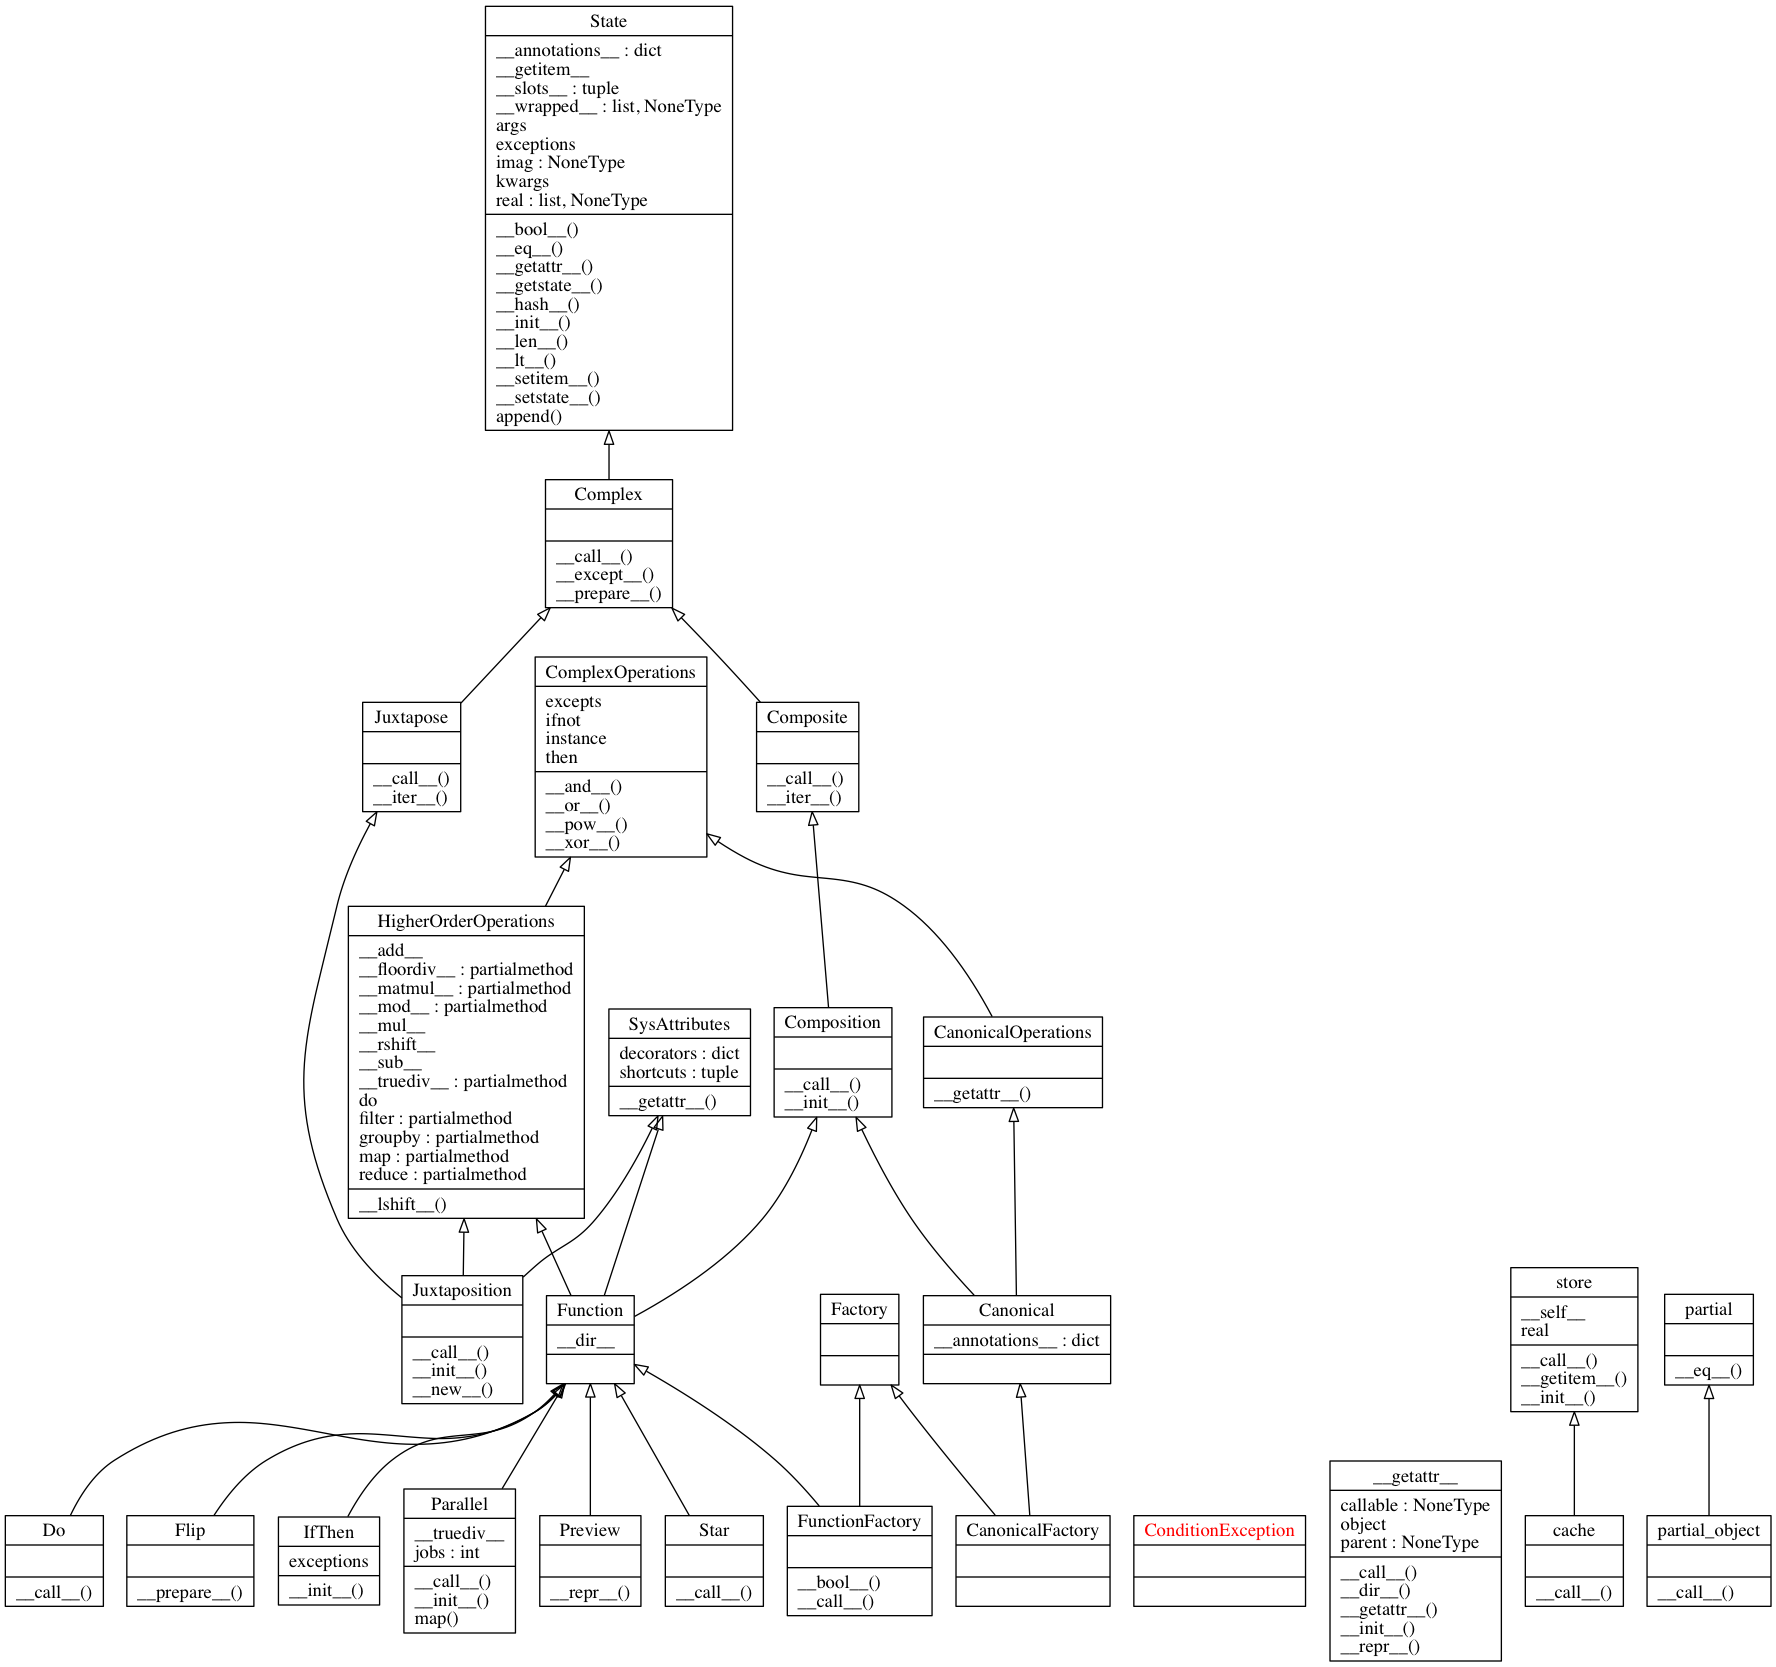 State
__annotations__ : dict
__getitem__
__slots__ : tuple
__wrapped__ : list, NoneType
args
exceptions
imag : NoneType
kwargs
real : list, NoneType
__bool__()
__eq__()
__getattr__()
__getstate__()
__hash__()
__init__()
__len__()
__lt__()
__setitem__()
__setstate__()
append()
Complex
__call__()
__except__()
__prepare__()
Juxtapose
__call__()
__iter__()
ComplexOperations
excepts
ifnot
instance
then
__and__()
__or__()
__pow__()
__xor__()
Composite
__call__()
__iter__()
HigherOrderOperations
__add__
__floordiv__ : partialmethod
__matmul__ : partialmethod
__mod__ : partialmethod
__mul__
__rshift__
__sub__
__truediv__ : partialmethod
do
filter : partialmethod
groupby : partialmethod
map : partialmethod
reduce : partialmethod
__lshift__()
SysAttributes
decorators : dict
shortcuts : tuple
__getattr__()
Composition
__call__()
__init__()
CanonicalOperations
__getattr__()
Juxtaposition
__call__()
__init__()
__new__()
Function
__dir__
Factory
Canonical
__annotations__ : dict
store
__self__
real
__call__()
__getitem__()
__init__()
partial
__eq__()
Do
__call__()
Flip
__prepare__()
IfThen
exceptions
__init__()
Parallel
__truediv__
jobs : int
__call__()
__init__()
map()
Preview
__repr__()
Star
__call__()
FunctionFactory
__bool__()
__call__()
CanonicalFactory
ConditionException
__getattr__
callable : NoneType
object
parent : NoneType
__call__()
__dir__()
__getattr__()
__init__()
__repr__()
cache
__call__()
partial_object
__call__()